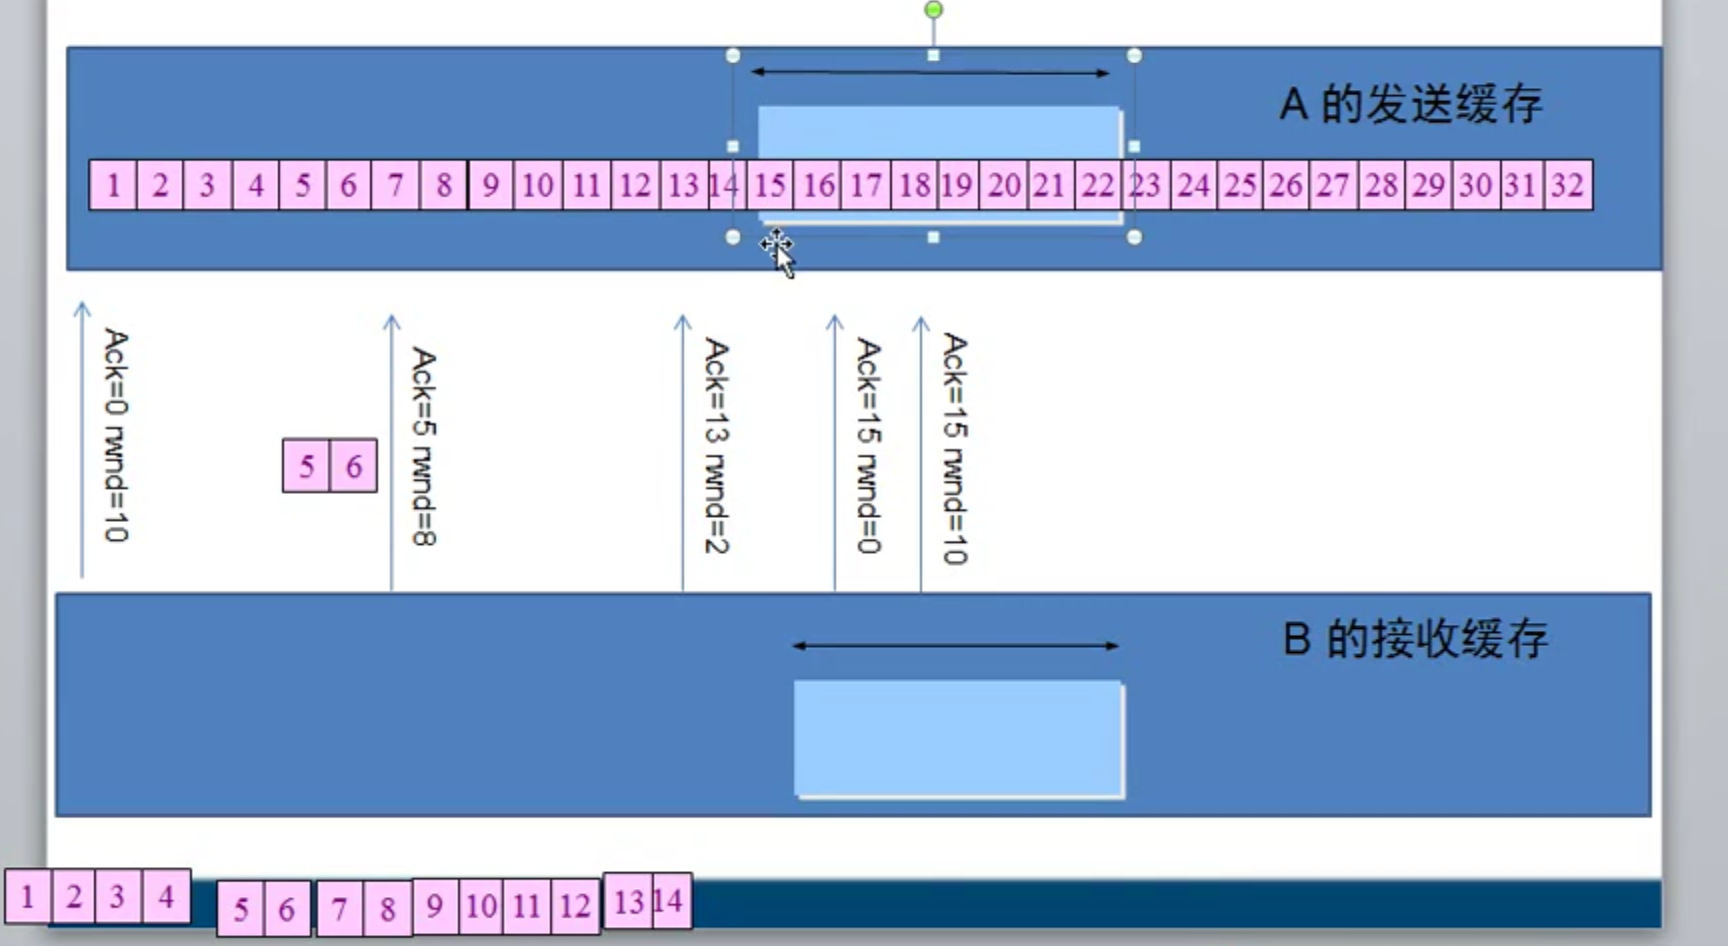 A 的发送缓存
1 2 3 4 5 6 7 8 9 10 11 12 13 14 15 16 17 18 19 20 21 22 23 24 25 26 27 28 29 30 31 32
Ack=0 rwnd=10
5 6
Ack=5 rwnd=8
Ack=13 rwnd=2
Ack=15 rwnd=0
Ack=15 rwnd=10
B 的接收缓存
1 2 3 4 5 6 7 8 9 10 11 12 13 14